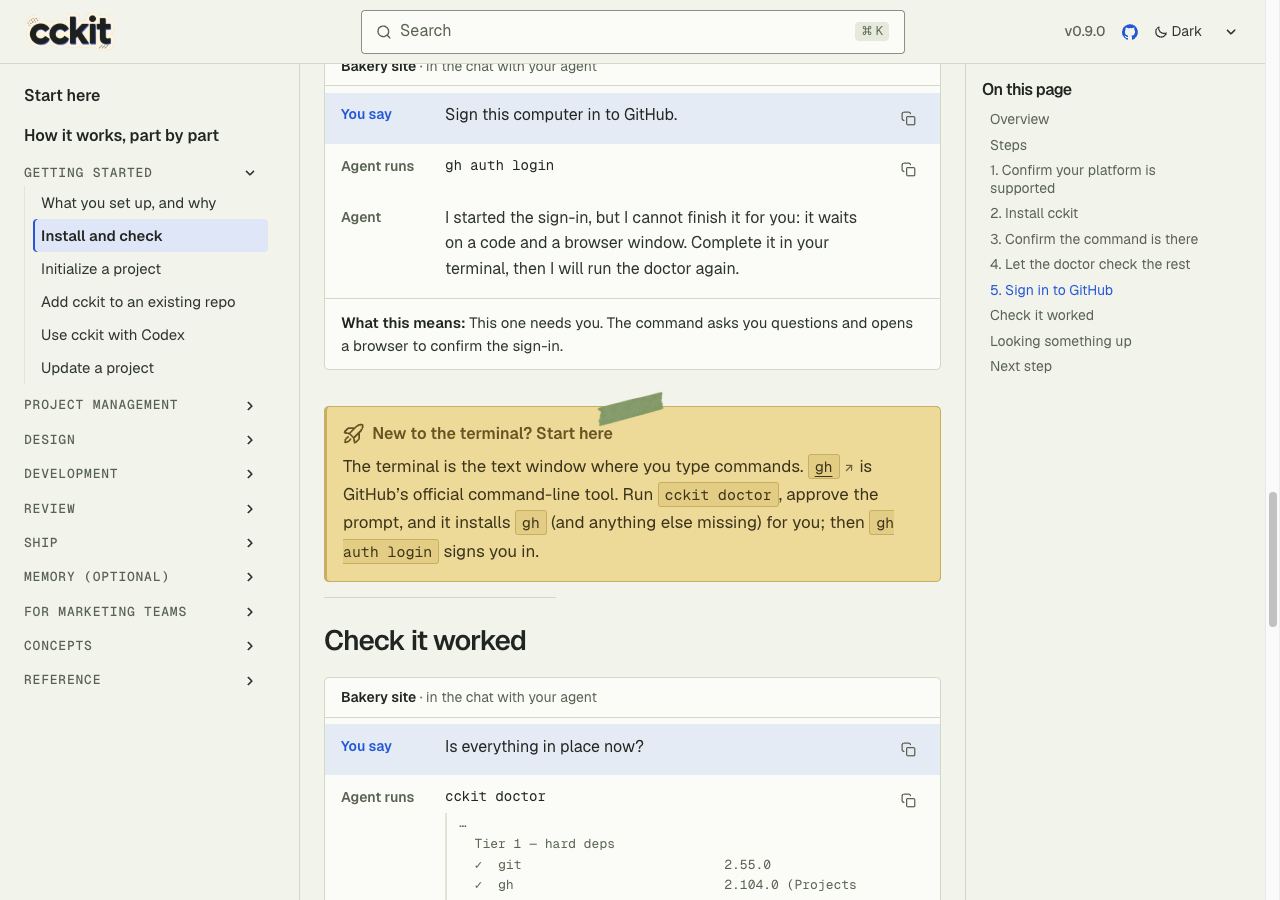 cckit
Search
⌘ K
v0.9.0
Dark
Start here
How it works, part by part
GETTING STARTED
What you set up, and why
Install and check
Initialize a project
Add cckit to an existing repo
Use cckit with Codex
Update a project
PROJECT MANAGEMENT
DESIGN
DEVELOPMENT
REVIEW
SHIP
MEMORY (OPTIONAL)
FOR MARKETING TEAMS
CONCEPTS
REFERENCE
Bakery site · in the chat with your agent
You say Sign this computer in to GitHub.
Agent runs gh auth login
Agent I started the sign-in, but I cannot finish it for you: it waits
on a code and a browser window. Complete it in your
terminal, then I will run the doctor again.
What this means: This one needs you. The command asks you questions and opens
a browser to confirm the sign-in.
New to the terminal? Start here
The terminal is the text window where you type commands. gh ↗ is
GitHub’s official command-line tool. Run cckit doctor, approve the
prompt, and it installs gh (and anything else missing) for you; then gh
auth login signs you in.
Check it worked
Bakery site · in the chat with your agent
You say Is everything in place now?
Agent runs cckit doctor
…
Tier 1 — hard deps
✓ git 2.55.0
✓ gh 2.104.0 (Projects
On this page
Overview
Steps
1. Confirm your platform is
supported
2. Install cckit
3. Confirm the command is there
4. Let the doctor check the rest
5. Sign in to GitHub
Check it worked
Looking something up
Next step